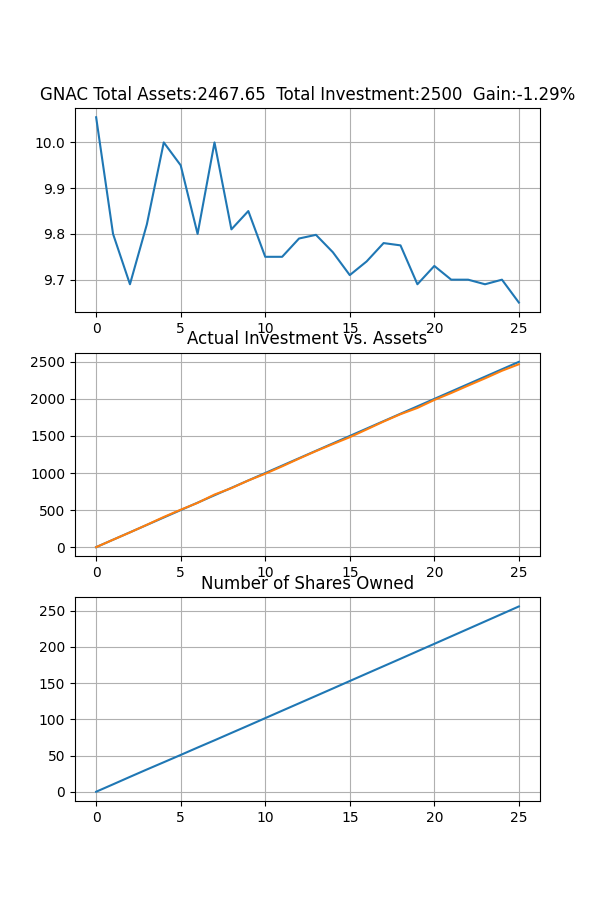 GNAC Total Assets:2467.65  Total Investment:2500  Gain:-1.29%
10.0
9.9
9.8
9.7
0 5 10 15 20 25
Actual Investment vs. Assets
2500
2000
1500
1000
500
0
0 5 10 15 20 25
Number of Shares Owned
250
200
150
100
50
0
0 5 10 15 20 25